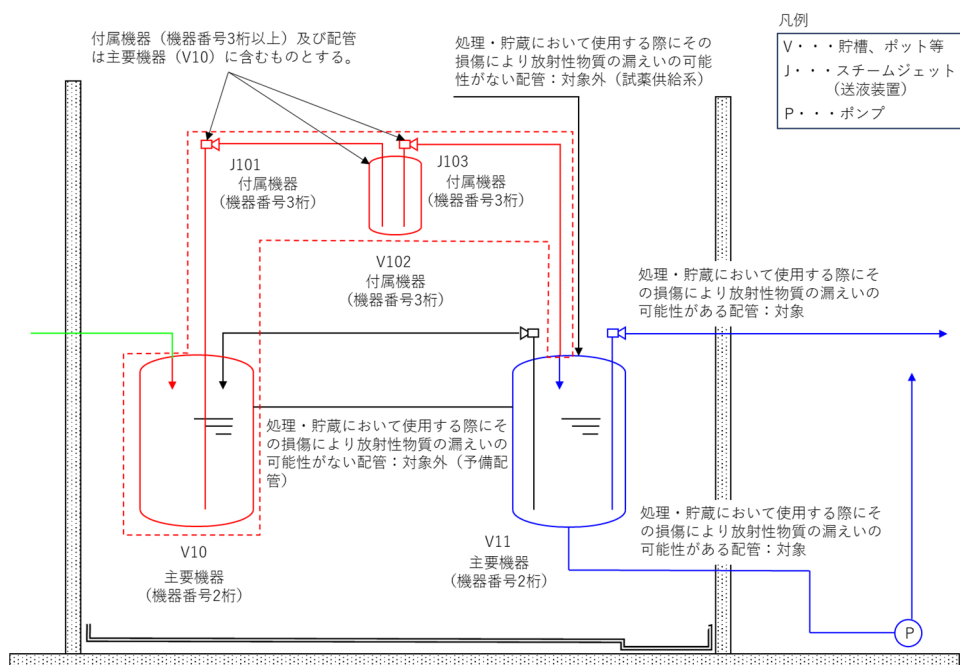 凡例
V・・・貯槽、ポット等
J・・・スチームジェット
(送液装置)
P・・・ポンプ
付属機器（機器番号3桁以上）及び配管
は主要機器（V10）に含むものとする。
処理・貯蔵において使用する際にその
損傷により放射性物質の漏えいの可能
性がない配管：対象外（試薬供給系）
J101
付属機器
(機器番号3桁)
J103
付属機器
(機器番号3桁)
V102
付属機器
(機器番号3桁)
処理・貯蔵において使用する際にそ
の損傷により放射性物質の漏えいの
可能性がある配管：対象
処理・貯蔵において使用する際にそ
の損傷により放射性物質の漏えいの
可能性がない配管：対象外（予備配
管）
処理・貯蔵において使用する際にそ
の損傷により放射性物質の漏えいの
可能性がある配管：対象
V10
主要機器
(機器番号2桁)
V11
主要機器
(機器番号2桁)
P